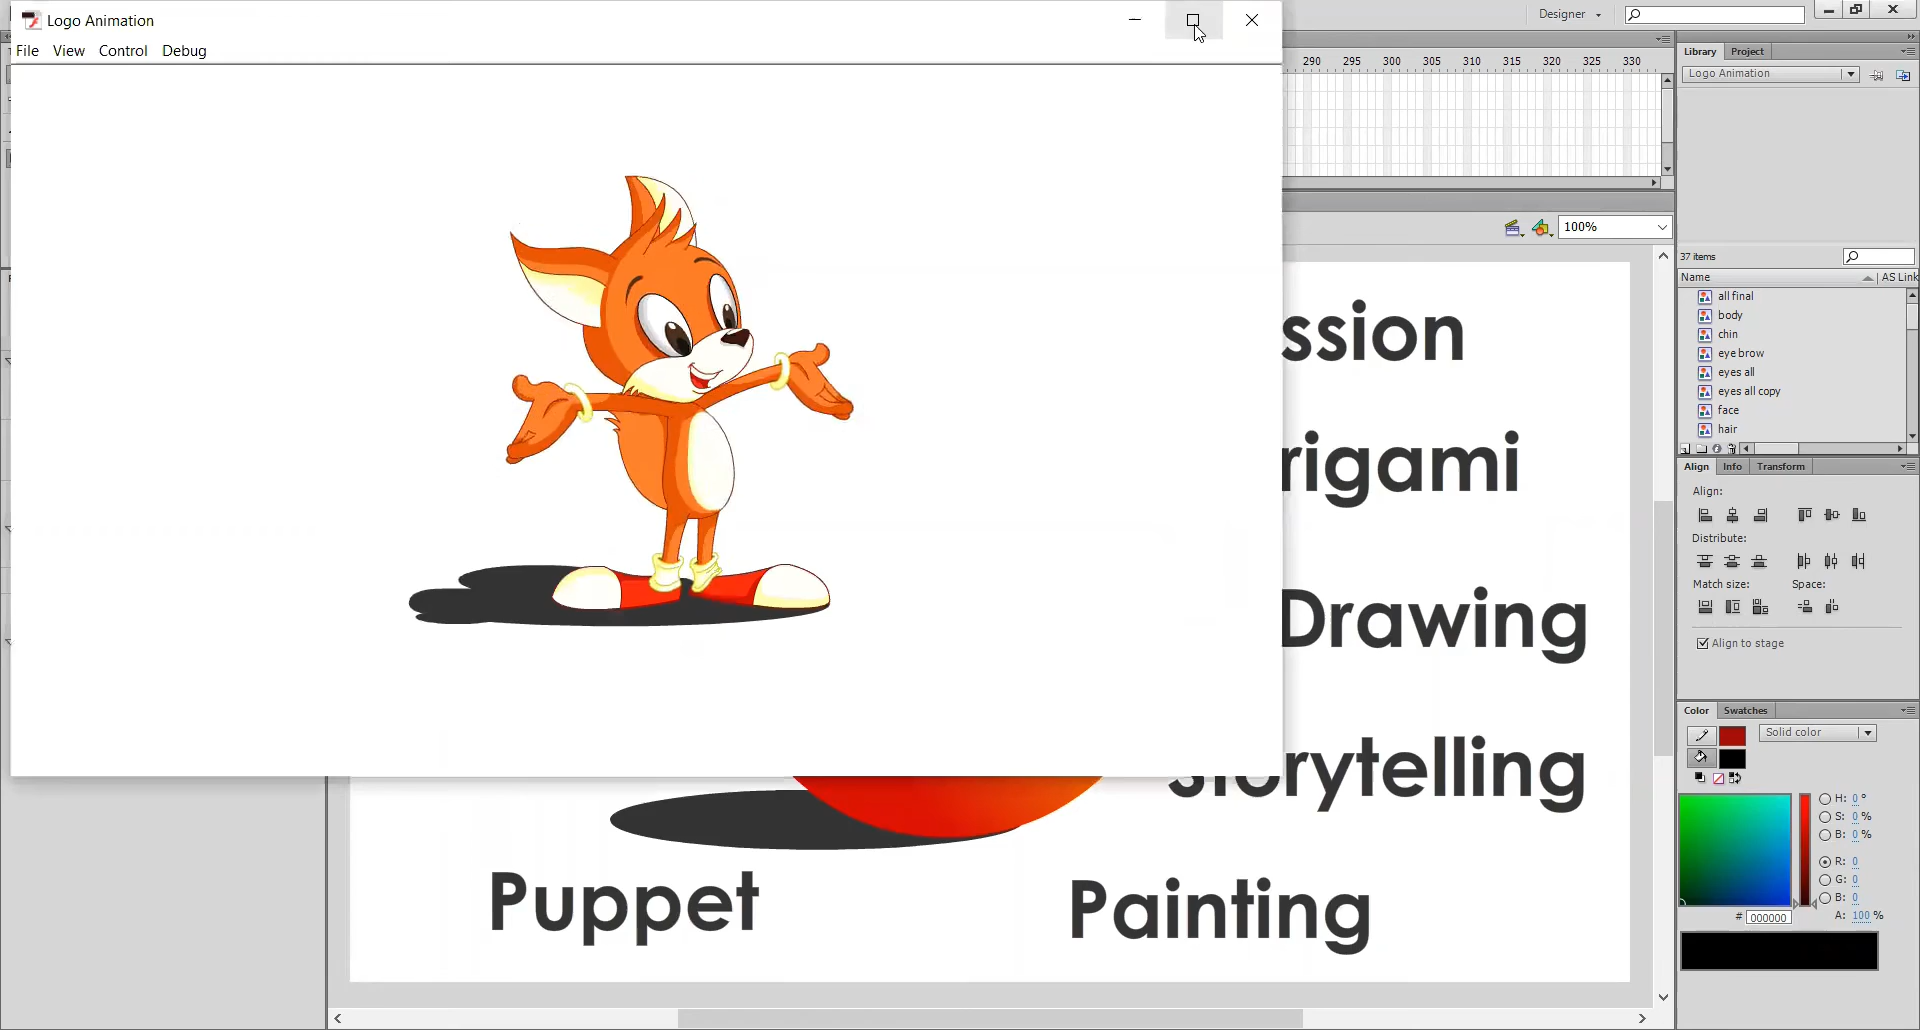 Logo Animation
File View Control Debug
Designer
290 295 300 305 310 315 320 325 330
Library Project
Logo Animation
100%
37 items
Name AS Link
all final
body
chin
eye brow
eyes all
eyes all copy
face
hair
Align Info Transform
Align:
Distribute:
Match size: Space:
Align to stage
Color Swatches
Solid color
H: 0 °
S: 0 %
B: 0 %
R: 0
G: 0
B: 0
A: 100 %
# 000000
ssion
rigami
Drawing
Storytelling
Puppet
Painting